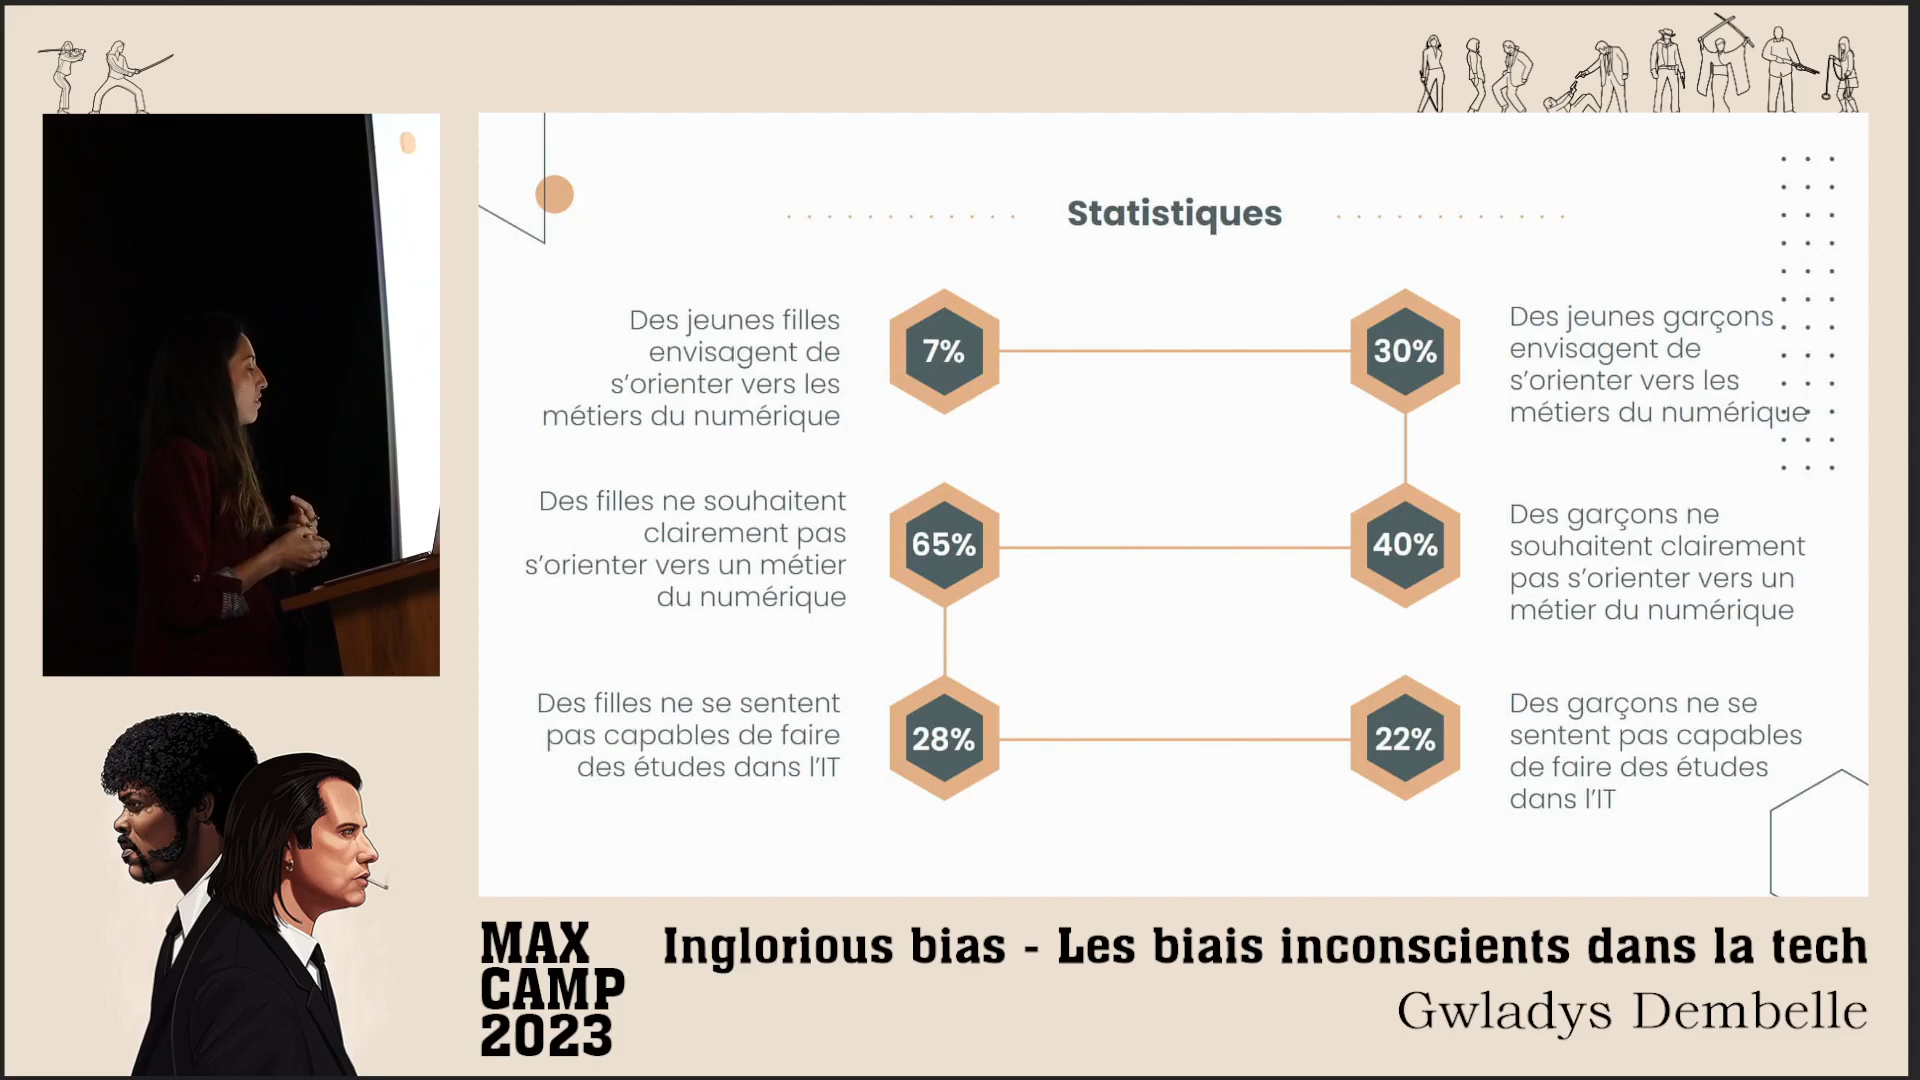 Statistiques
Des jeunes filles
envisagent de
s'orienter vers les
métiers du numérique
7%
30%
Des jeunes garçons
envisagent de
s'orienter vers les
métiers du numérique
Des filles ne souhaitent
clairement pas
s'orienter vers un métier
du numérique
65%
40%
Des garçons ne
souhaitent clairement
pas s'orienter vers un
métier du numérique
Des filles ne se sentent
pas capables de faire
des études dans l'IT
28%
22%
Des garçons ne se
sentent pas capables
de faire des études
dans l'IT
MAX
CAMP
2023
Inglorious bias - Les biais inconscients dans la tech
Gwladys Dembelle